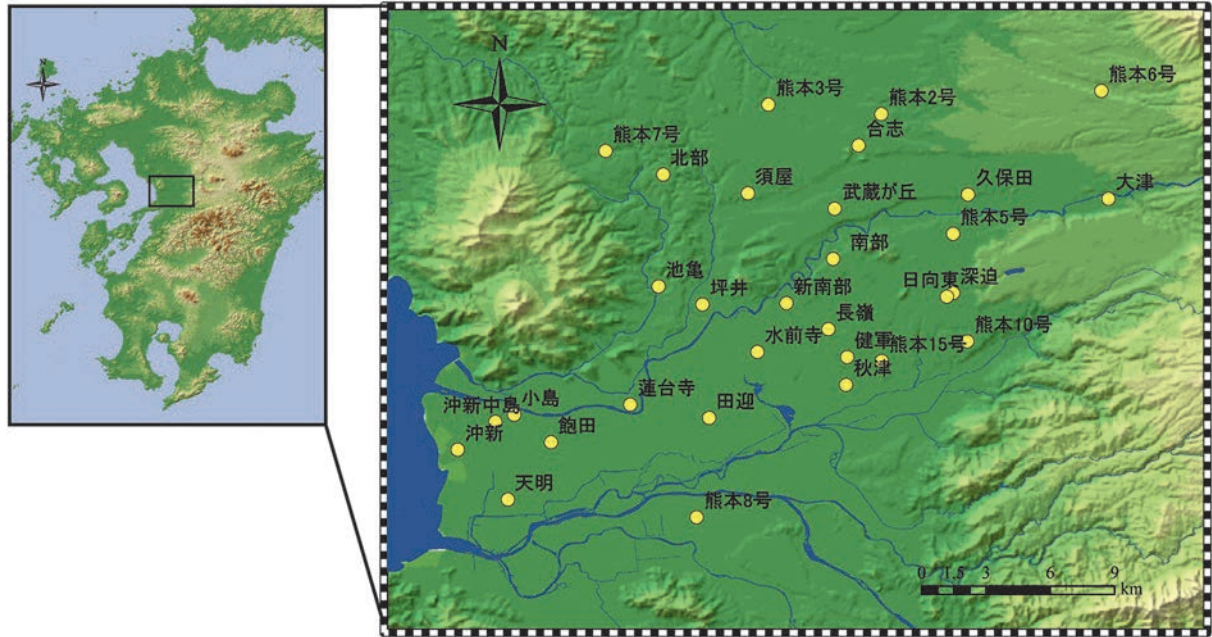 N
N
熊本6号
熊本3号
熊本2号
合志
熊本7号
北部
須屋
武蔵が丘
久保田
大津
熊本5号
南部
池亀
坪井
新南部
日向東
深迫
長嶺
水前寺
健軍
熊本15号
熊本10号
秋津
沖新中島
小島
蓮台寺
田迎
沖新
飽田
天明
熊本8号
0 1.5 3 6 9
km